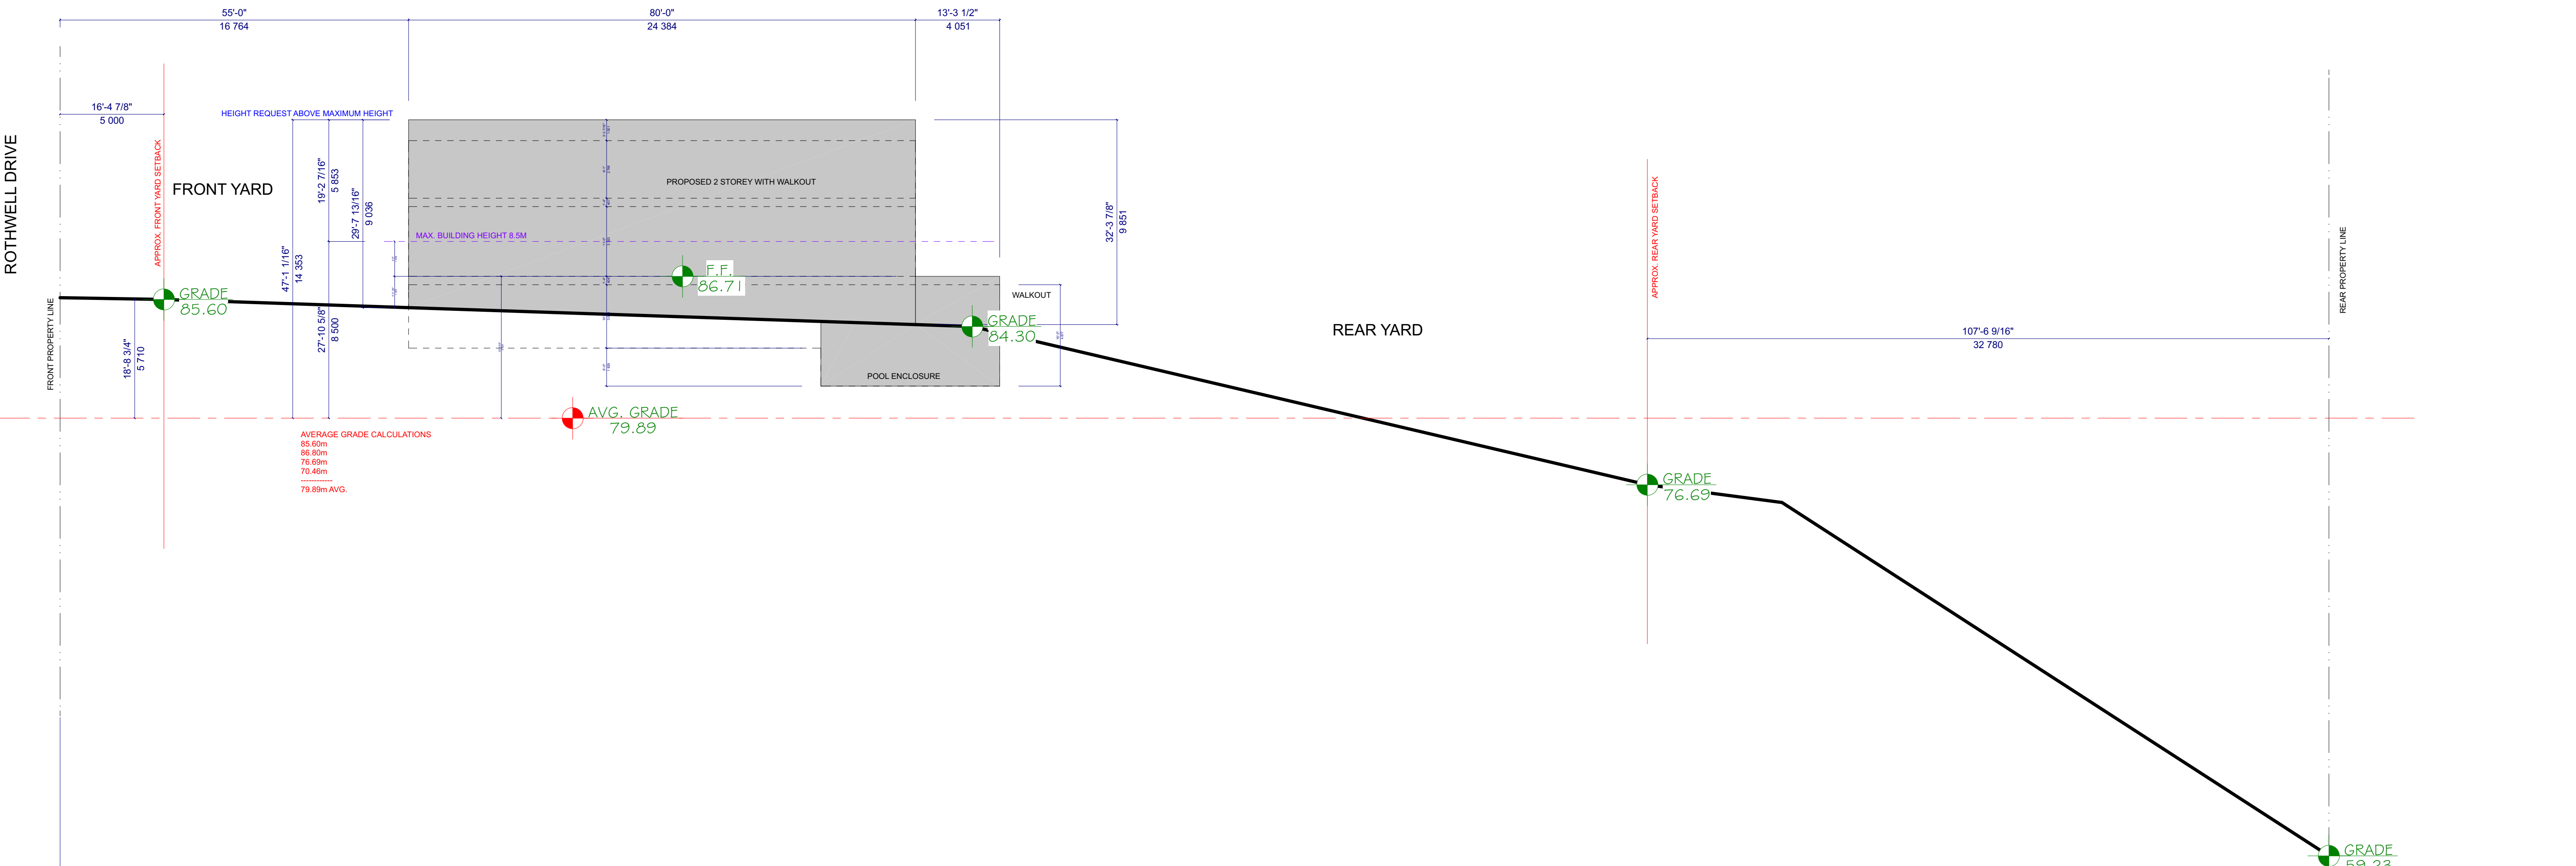 55'-0"
16 764
80'-0"
24 384
13'-3 1/2"
4 051
16'-4 7/8"
5 000
HEIGHT REQUEST ABOVE MAXIMUM HEIGHT
ROTHWELL DRIVE
APPROX. FRONT YARD SETBACK
FRONT YARD
19'-2 7/16"
5 853
29'-7 13/16"
9 036
47'-1 1/16"
14 353
PROPOSED 2 STOREY WITH WALKOUT
MAX. BUILDING HEIGHT 8.5M
32'-3 7/8"
9 851
APPROX. REAR YARD SETBACK
REAR PROPERTY LINE
F.F.
86.71
GRADE
85.60
WALKOUT
GRADE
84.30
REAR YARD
107'-6 9/16"
32 780
FRONT PROPERTY LINE
18'-8 3/4"
5 710
27'-10 5/8"
8 500
POOL ENCLOSURE
AVG. GRADE
79.89
AVERAGE GRADE CALCULATIONS
85.60m
86.80m
76.69m
70.46m
------------
79.89m AVG.
GRADE
76.69
GRADE
59.23